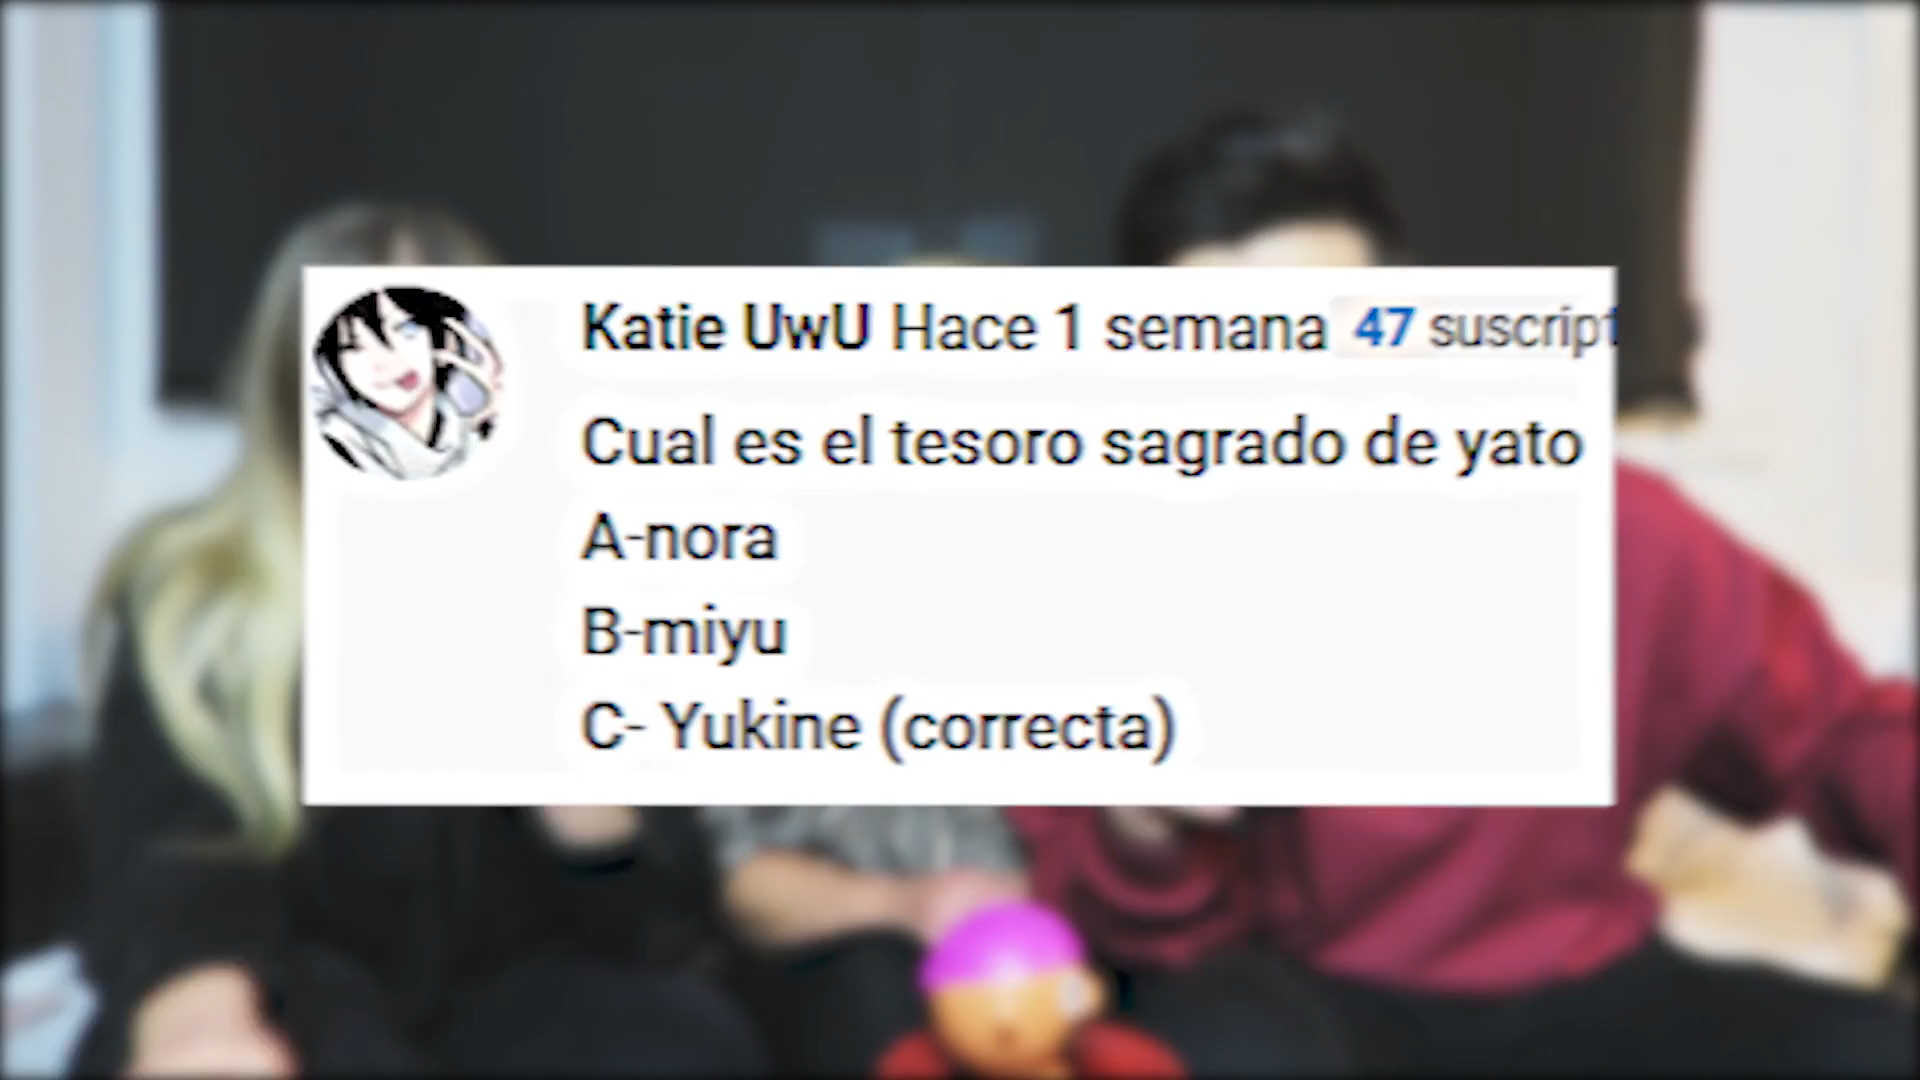 Katie UwU Hace 1 semana 47 suscript
Cual es el tesoro sagrado de yato
A-nora
B-miyu
C- Yukine (correcta)